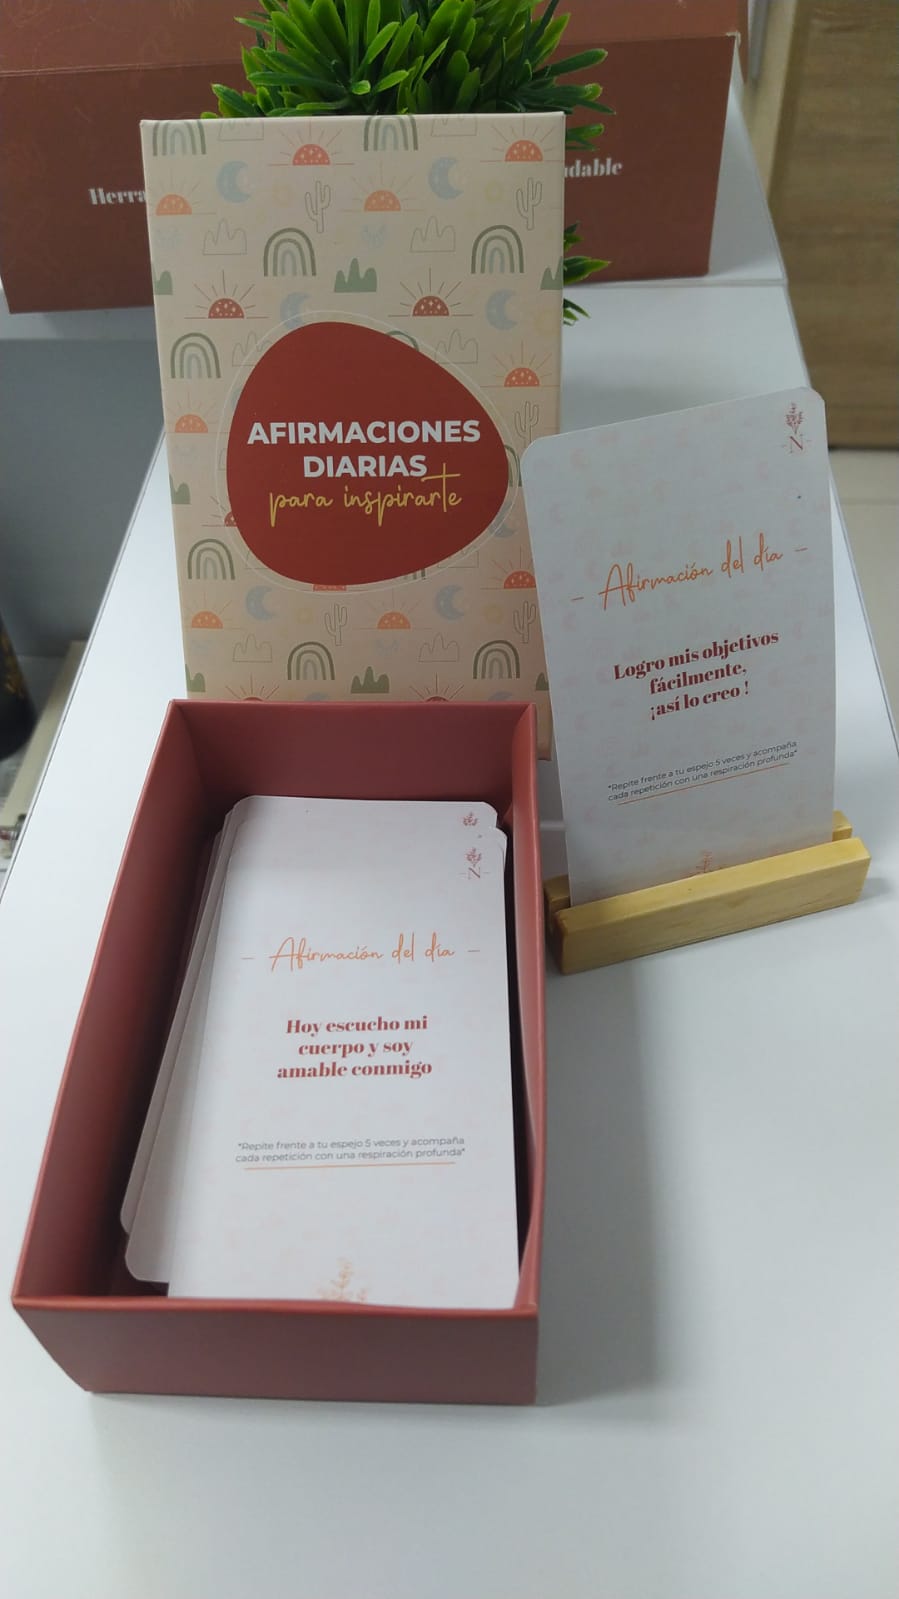 AFIRMACIONES
DIARIAS
para inspirarte
N
- Afirmación del día -
Logro mis objetivos
fácilmente,
¡así lo creo !
*Repite frente a tu espejo 5 veces y acompaña
cada repetición con una respiración profunda*
N
- Afirmación del día -
Hoy escucho mi
cuerpo y soy
amable conmigo
*Repite frente a tu espejo 5 veces y acompaña
cada repetición con una respiración profunda*